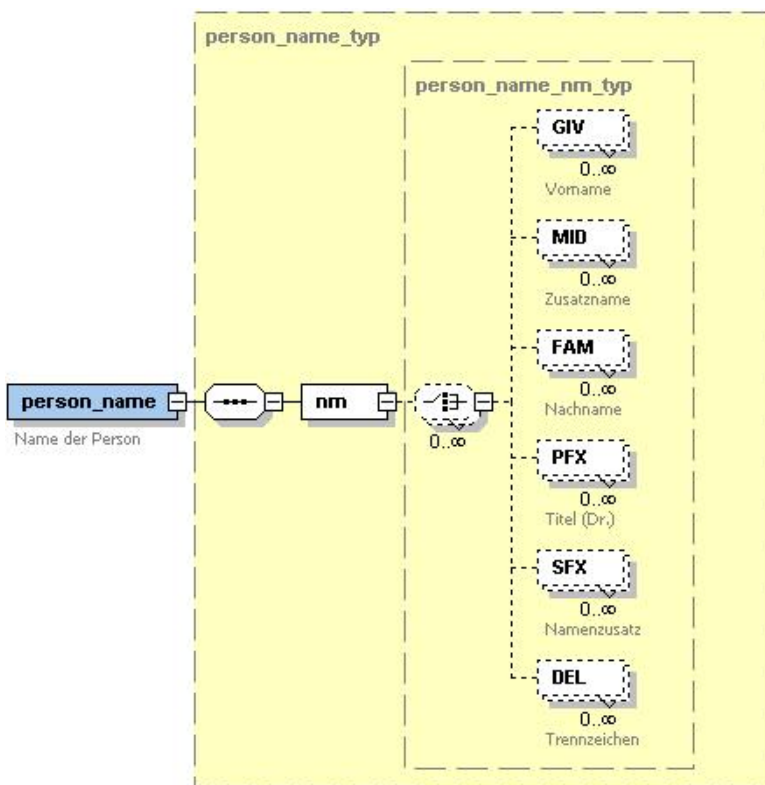 person_name_typ
person_name_nm_typ
GIV
0..∞
Vorname
MID
0..∞
Zusatzname
FAM
0..∞
Nachname
person_name
Name der Person
nm
0..∞
PFX
0..∞
Titel (Dr.)
SFX
0..∞
Namenzusatz
DEL
0..∞
Trennzeichen